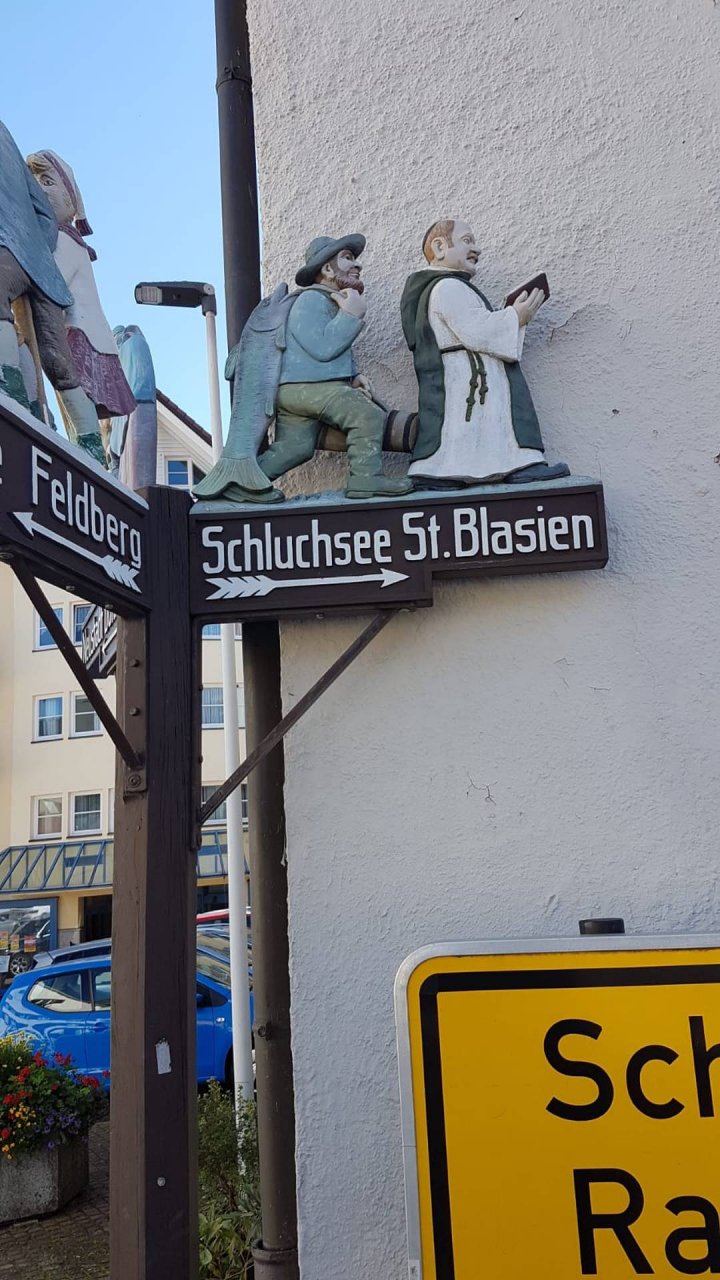 Feldberg
Schluchsee St. Blasien
Sch
Ra